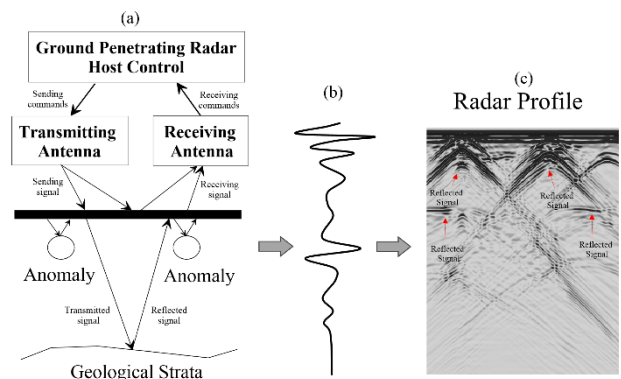 (a)
Ground Penetrating Radar
Host Control
Sending
commands
Receiving
commands
Transmitting
Antenna
Receiving
Antenna
Sending
signal
Receiving
signal
Anomaly
Anomaly
Transmitted
signal
Reflected
signal
Geological Strata
(b)
(c)
Radar Profile
Reflected
Signal
Reflected
Signal
Reflected
Signal
Reflected
Signal